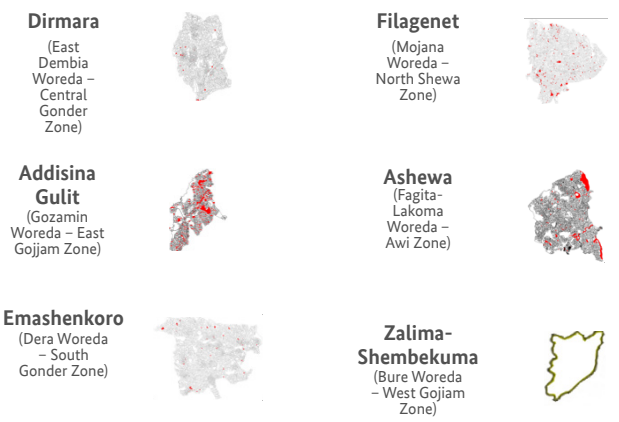 Dirmara
(East
Dembia
Woreda –
Central
Gonder
Zone)
Filagenet
(Mojana
Woreda –
North Shewa
Zone)
Addisina
Gulit
(Gozamin
Woreda – East
Gojjam Zone)
Ashewa
(Fagita-
Lakoma
Woreda –
Awi Zone)
Emashenkoro
(Dera Woreda
– South
Gonder Zone)
Zalima-
Shembekuma
(Bure Woreda
– West Gojiam
Zone)